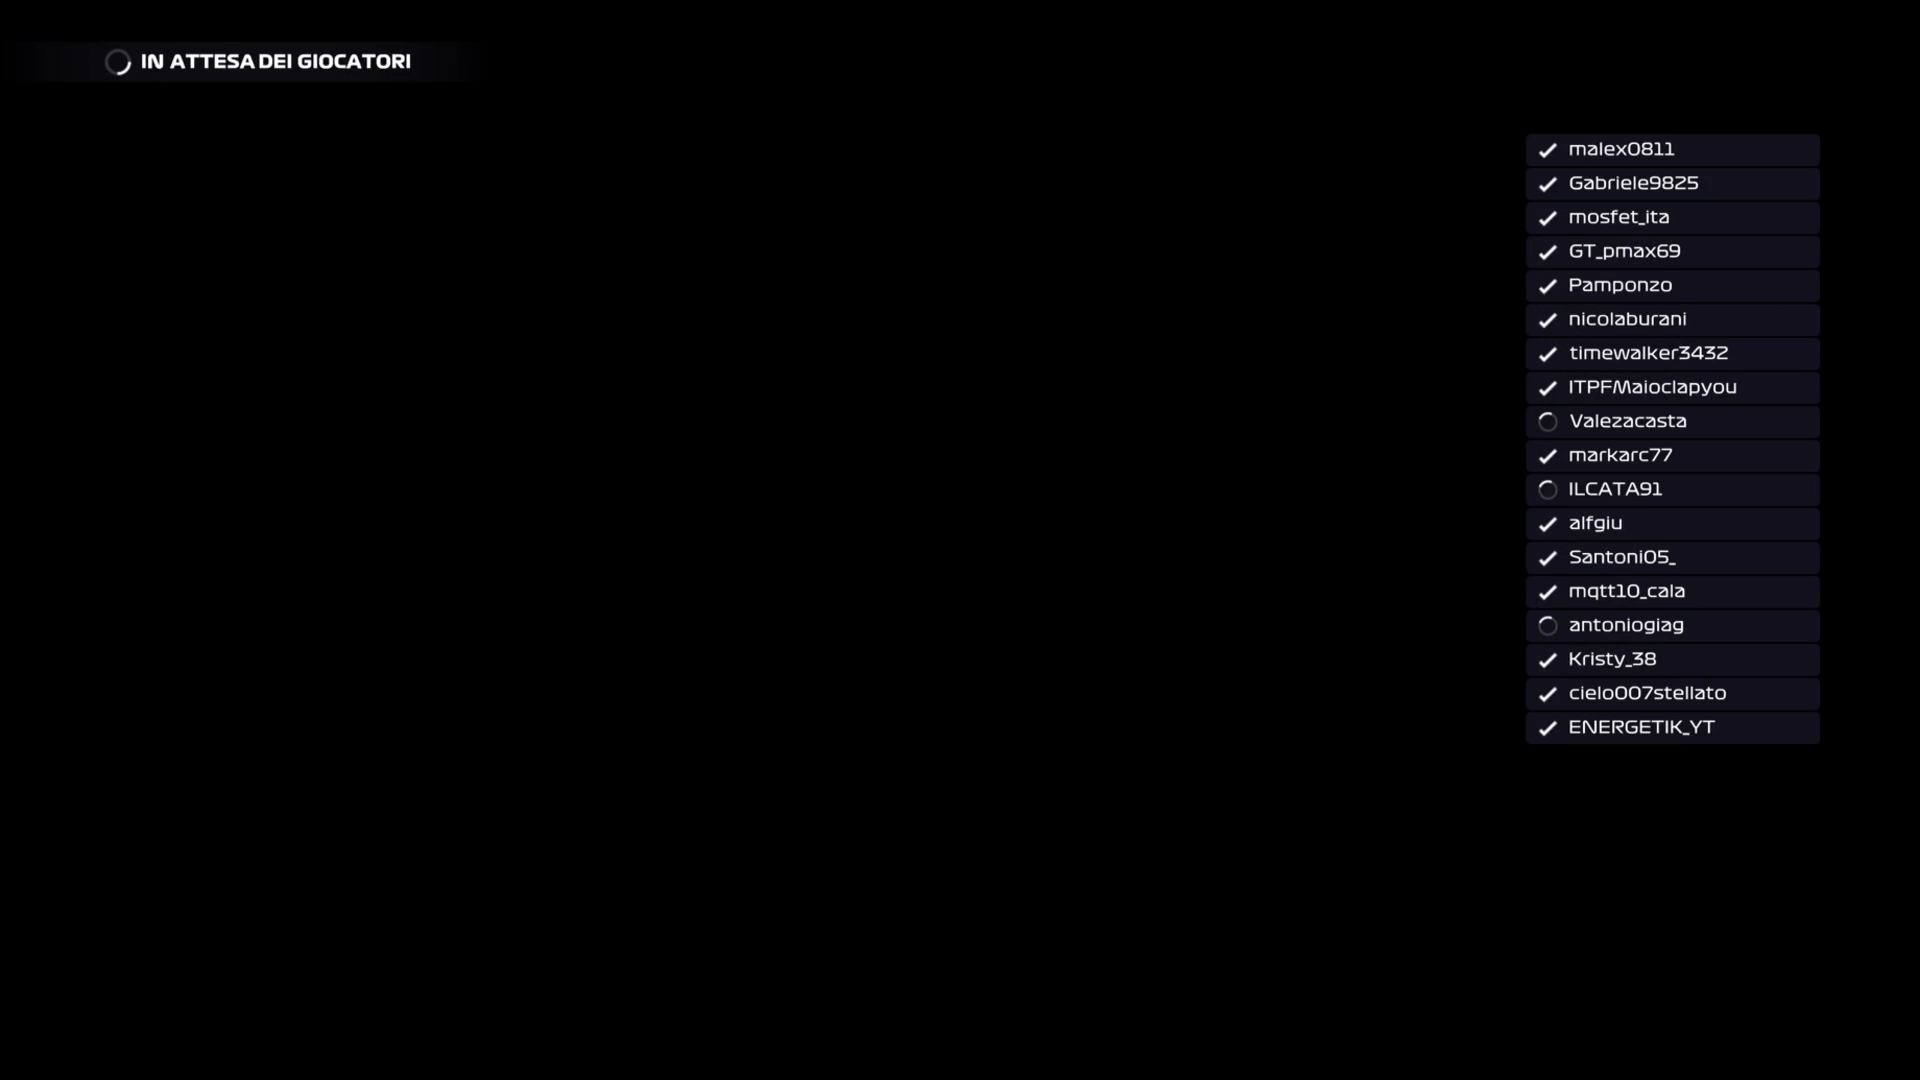 IN ATTESA DEI GIOCATORI
malex0811
Gabriele9825
mosfet_ita
GT_pmax69
Pamponzo
nicolaburani
timewalker3432
ITPFMaioclapyou
Valezacasta
markarc77
ILCATA91
alfgiu
Santoni05_
mqtt10_cala
antoniogiag
Kristy_38
cielo007stellato
ENERGETIK_YT